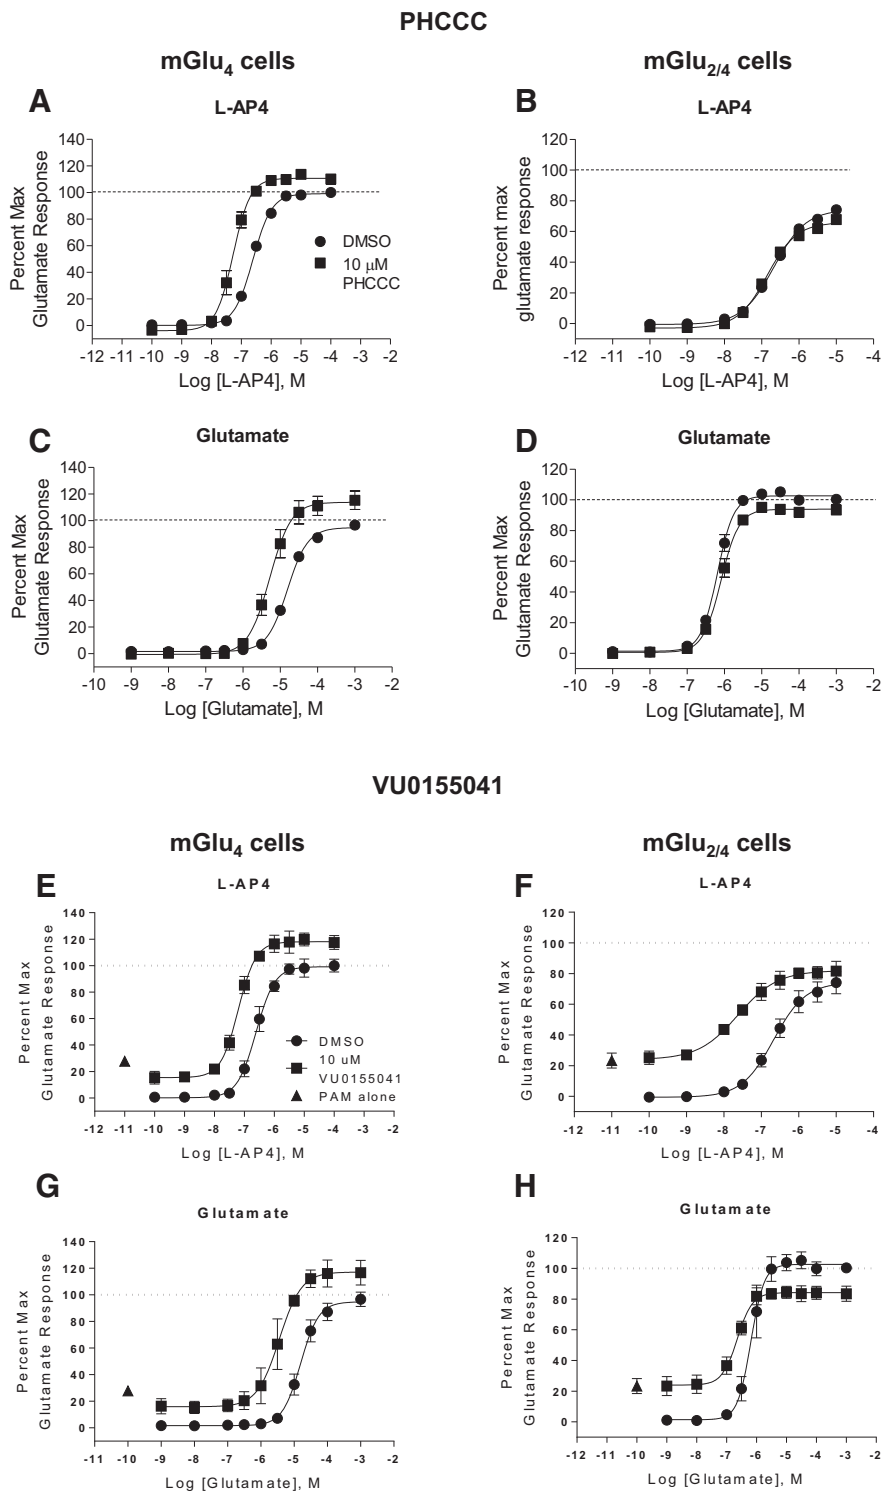 PHCCC
mGlu4 cells
mGlu2/4 cells
A
L-AP4
Percent Max
Glutamate Response
140
120
100
80
60
40
20
0
DMSO
10 μM
PHCCC
-12 -11 -10 -9 -8 -7 -6 -5 -4 -3 -2
Log [L-AP4], M
B
L-AP4
Percent max
glutamate response
120
100
80
60
40
20
0
-12 -11 -10 -9 -8 -7 -6 -5 -4
Log [L-AP4], M
C
Glutamate
Percent Max
Glutamate Response
140
120
100
80
60
40
20
0
-10 -9 -8 -7 -6 -5 -4 -3 -2
Log [Glutamate], M
D
Glutamate
Percent Max
Glutamate Response
120
100
80
60
40
20
0
-10 -9 -8 -7 -6 -5 -4 -3 -2
Log [Glutamate], M
VU0155041
mGlu4 cells
mGlu2/4 cells
E
L-AP4
Percent Max
Glutamate Response
140
120
100
80
60
40
20
0
DMSO
10 uM
VU0155041
PAM alone
-12 -11 -10 -9 -8 -7 -6 -5 -4 -3 -2
Log [L-AP4], M
F
L-AP4
Percent Max
Glutamate Response
120
100
80
60
40
20
0
-12 -11 -10 -9 -8 -7 -6 -5 -4
Log [L-AP4], M
G
Glutamate
Percent Max
Glutamate Response
140
120
100
80
60
40
20
0
-11 -10 -9 -8 -7 -6 -5 -4 -3 -2
Log [Glutamate], M
H
Glutamate
Percent Max
Glutamate Response
120
100
80
60
40
20
0
-12 -11 -10 -9 -8 -7 -6 -5 -4 -3 -2
Log [Glutamate], M